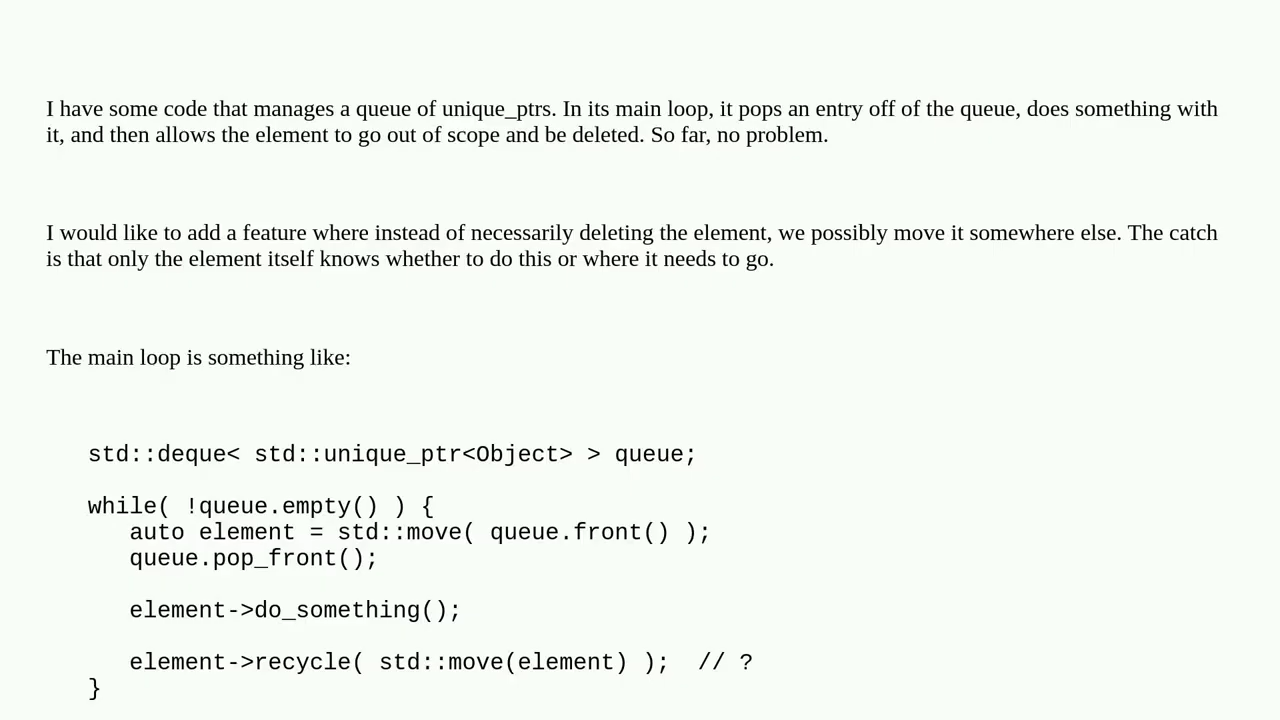 I have some code that manages a queue of unique_ptrs. In its main loop, it pops an entry off of the queue, does something with
it, and then allows the element to go out of scope and be deleted. So far, no problem.
I would like to add a feature where instead of necessarily deleting the element, we possibly move it somewhere else. The catch
is that only the element itself knows whether to do this or where it needs to go.
The main loop is something like:
std::deque< std::unique_ptr<Object> > queue;
while( !queue.empty() ) {
auto element = std::move( queue.front() );
queue.pop_front();
element->do_something();
element->recycle( std::move(element) );  // ?
}